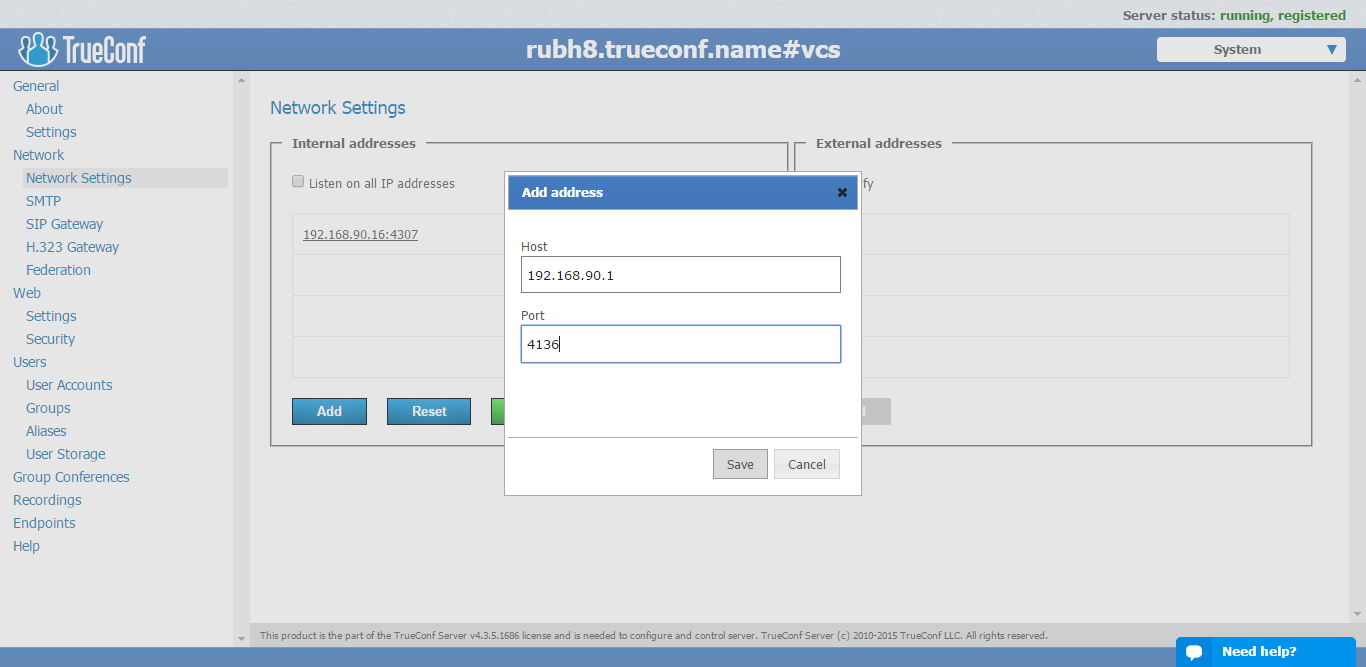 Server status: running, registered
TrueConf
rubh8.trueconf.name#vcs
System
General
About
Settings
Network
Network Settings
SMTP
SIP Gateway
H.323 Gateway
Federation
Web
Settings
Security
Users
User Accounts
Groups
Aliases
User Storage
Group Conferences
Recordings
Endpoints
Help
Network Settings
Internal addresses
Listen on all IP addresses
192.168.90.16:4307
Add
Reset
External addresses
fy
Add address
Host
192.168.90.1
Port
4136
Save
Cancel
This product is the part of the TrueConf Server v4.3.5.1686 license and is needed to configure and control server. TrueConf Server (c) 2010-2015 TrueConf LLC. All rights reserved.
Need help?